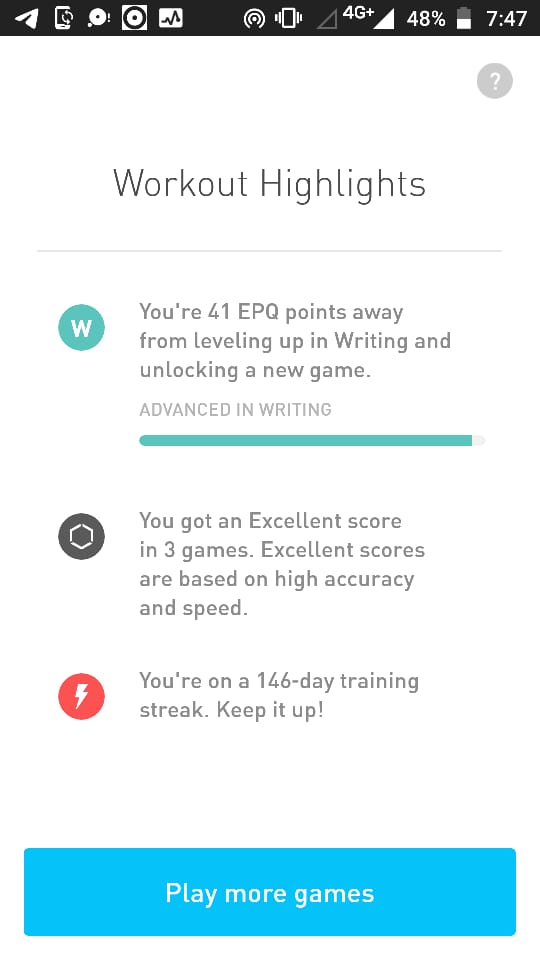 4G+ 48% 7:47
?
Workout Highlights
W
You're 41 EPQ points away
from leveling up in Writing and
unlocking a new game.
ADVANCED IN WRITING
You got an Excellent score
in 3 games. Excellent scores
are based on high accuracy
and speed.
You're on a 146-day training
streak. Keep it up!
Play more games